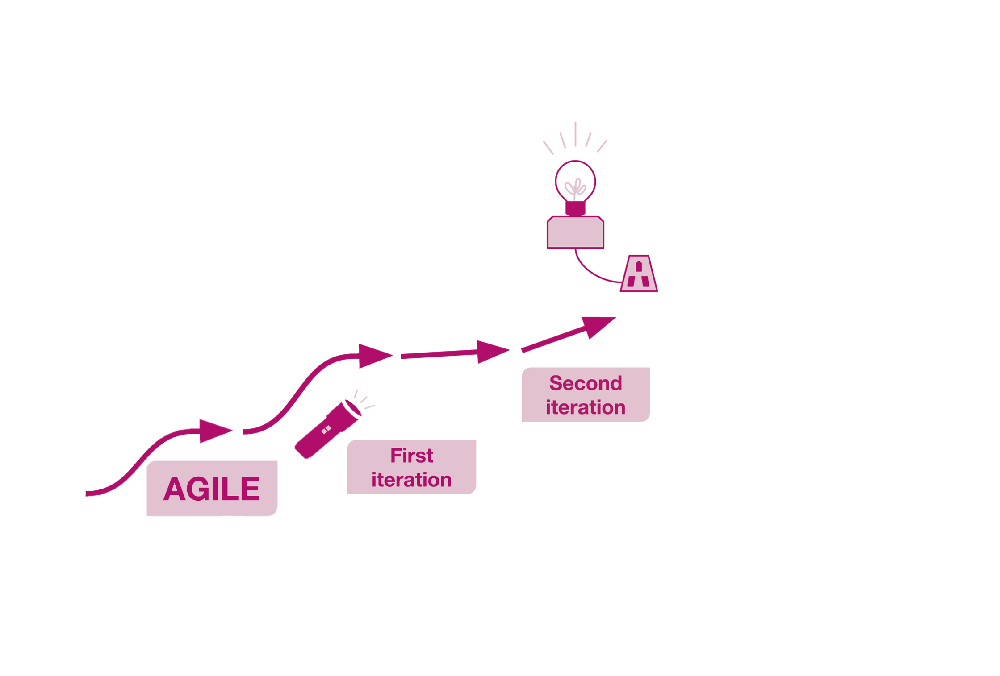 AGILE
First
iteration
Second
iteration